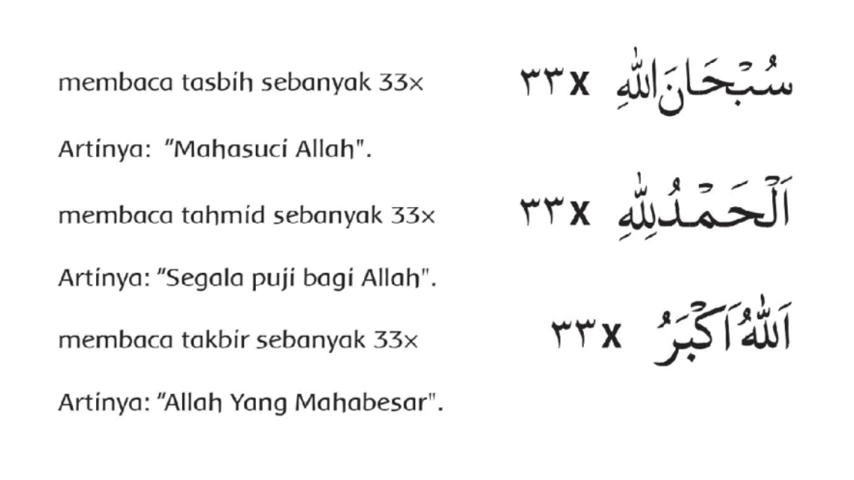 membaca tasbih sebanyak 33x سُبْحَانَ اللهِ ٣٣X
Artinya: "Mahasuci Allah".
membaca tahmid sebanyak 33x اَلْحَمْدُ لِلهِ ٣٣X
Artinya: "Segala puji bagi Allah".
membaca takbir sebanyak 33x اَللهُ اَكْبَرُ ٣٣X
Artinya: "Allah Yang Mahabesar".